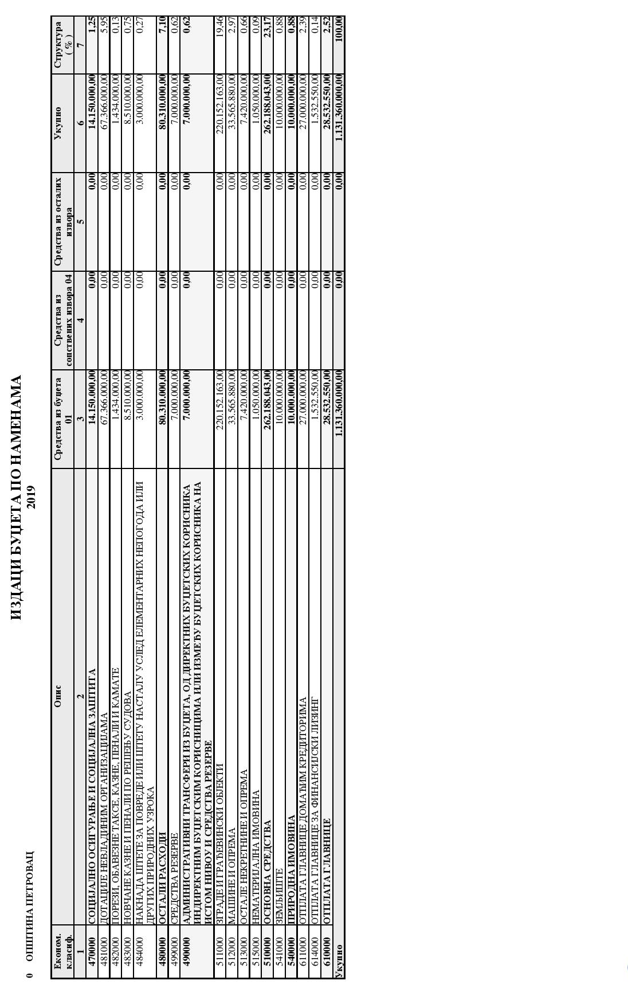 ИЗДАЦИ БУЏЕТА ПО НАМЕНАМА
2019
0 ОПШТИНА ПЕТРОВАЦ
Економ. класиф. Опис Средства из буџета 01 Средства из сопствених извора 04 Средства из осталих извора Укупно Структура ( % )
1 2 3 4 5 6 7
470000 СОЦИЈАЛНО ОСИГУРАЊЕ И СОЦИЈАЛНА ЗАШТИТА 14.150.000,00 0,00 0,00 14.150.000,00 1,25
481000 ДОТАЦИЈЕ НЕВЛАДИНИМ ОРГАНИЗАЦИЈАМА 67.366.000,00 0,00 0,00 67.366.000,00 5,95
482000 ПОРЕЗИ, ОБАВЕЗНЕ ТАКСЕ, КАЗНЕ, ПЕНАЛИ И КАМАТЕ 1.434.000,00 0,00 0,00 1.434.000,00 0,13
483000 НОВЧАНЕ КАЗНЕ И ПЕНАЛИ ПО РЕШЕЊУ СУДОВА 8.510.000,00 0,00 0,00 8.510.000,00 0,75
484000 НАКНАДА ШТЕТЕ ЗА ПОВРЕДЕ ИЛИ ШТЕТУ НАСТАЛУ УСЛЕД ЕЛЕМЕНТАРНИХ НЕПОГОДА ИЛИ 3.000.000,00 0,00 0,00 3.000.000,00 0,27
ДРУГИХ ПРИРОДНИХ УЗРОКА
480000 ОСТАЛИ РАСХОДИ 80.310.000,00 0,00 0,00 80.310.000,00 7,10
499000 СРЕДСТВА РЕЗЕРВЕ 7.000.000,00 0,00 0,00 7.000.000,00 0,62
490000 АДМИНИСТРАТИВНИ ТРАНСФЕРИ ИЗ БУЏЕТА, ОД ДИРЕКТНИХ БУЏЕТСКИХ КОРИСНИКА 7.000.000,00 0,00 0,00 7.000.000,00 0,62
ИНДИРЕКТНИМ БУЏЕТСКИМ КОРИСНИЦИМА ИЛИ ИЗМЕЂУ БУЏЕТСКИХ КОРИСНИКА НА
ИСТОМ НИВОУ И СРЕДСТВА РЕЗЕРВЕ
511000 ЗГРАДЕ И ГРАЂЕВИНСКИ ОБЈЕКТИ 220.152.163,00 0,00 0,00 220.152.163,00 19,46
512000 МАШИНЕ И ОПРЕМА 33.565.880,00 0,00 0,00 33.565.880,00 2,97
513000 ОСТАЛЕ НЕКРЕТНИНЕ И ОПРЕМА 7.420.000,00 0,00 0,00 7.420.000,00 0,66
515000 НЕМАТЕРИЈАЛНА ИМОВИНА 1.050.000,00 0,00 0,00 1.050.000,00 0,09
510000 ОСНОВНА СРЕДСТВА 262.188.043,00 0,00 0,00 262.188.043,00 23,17
541000 ЗЕМЉИШТЕ 10.000.000,00 0,00 0,00 10.000.000,00 0,88
540000 ПРИРОДНА ИМОВИНА 10.000.000,00 0,00 0,00 10.000.000,00 0,88
611000 ОТПЛАТА ГЛАВНИЦЕ ДОМАЋИМ КРЕДИТОРИМА 27.000.000,00 0,00 0,00 27.000.000,00 2,39
614000 ОТПЛАТА ГЛАВНИЦЕ ЗА ФИНАНСИЈСКИ ЛИЗИНГ 1.532.550,00 0,00 0,00 1.532.550,00 0,14
610000 ОТПЛАТА ГЛАВНИЦЕ 28.532.550,00 0,00 0,00 28.532.550,00 2,52
Укупно 1.131.360.000,00 0,00 0,00 1.131.360.000,00 100,00